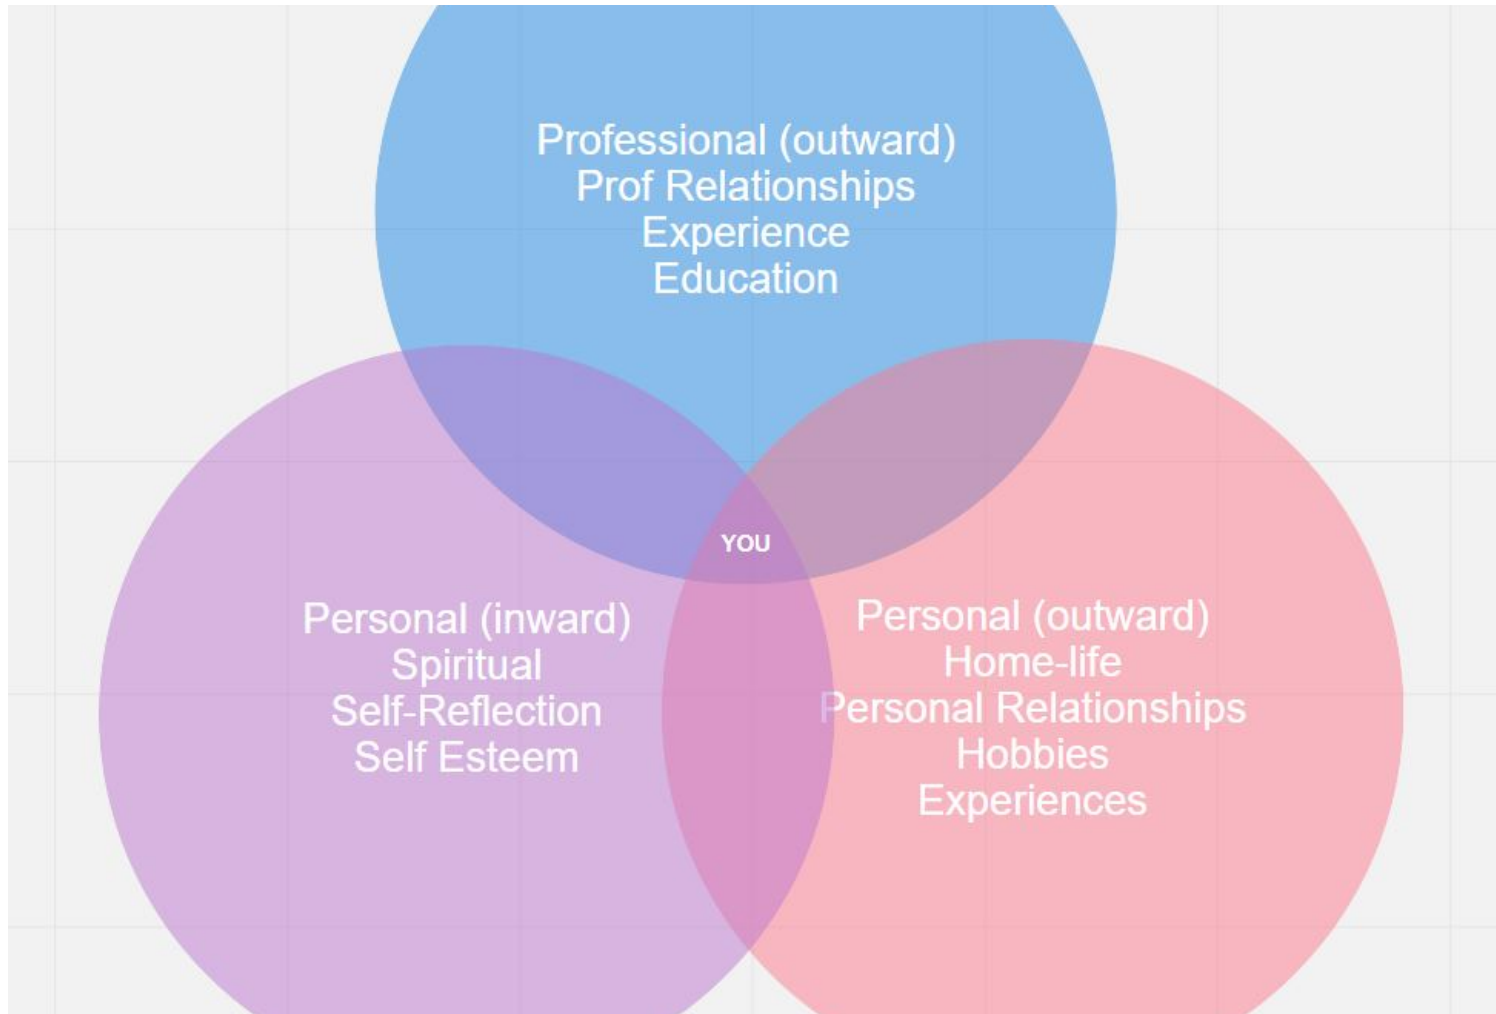 Professional (outward)
Prof Relationships
Experience
Education
YOU
Personal (inward)
Spiritual
Self-Reflection
Self Esteem
Personal (outward)
Home-life
Personal Relationships
Hobbies
Experiences